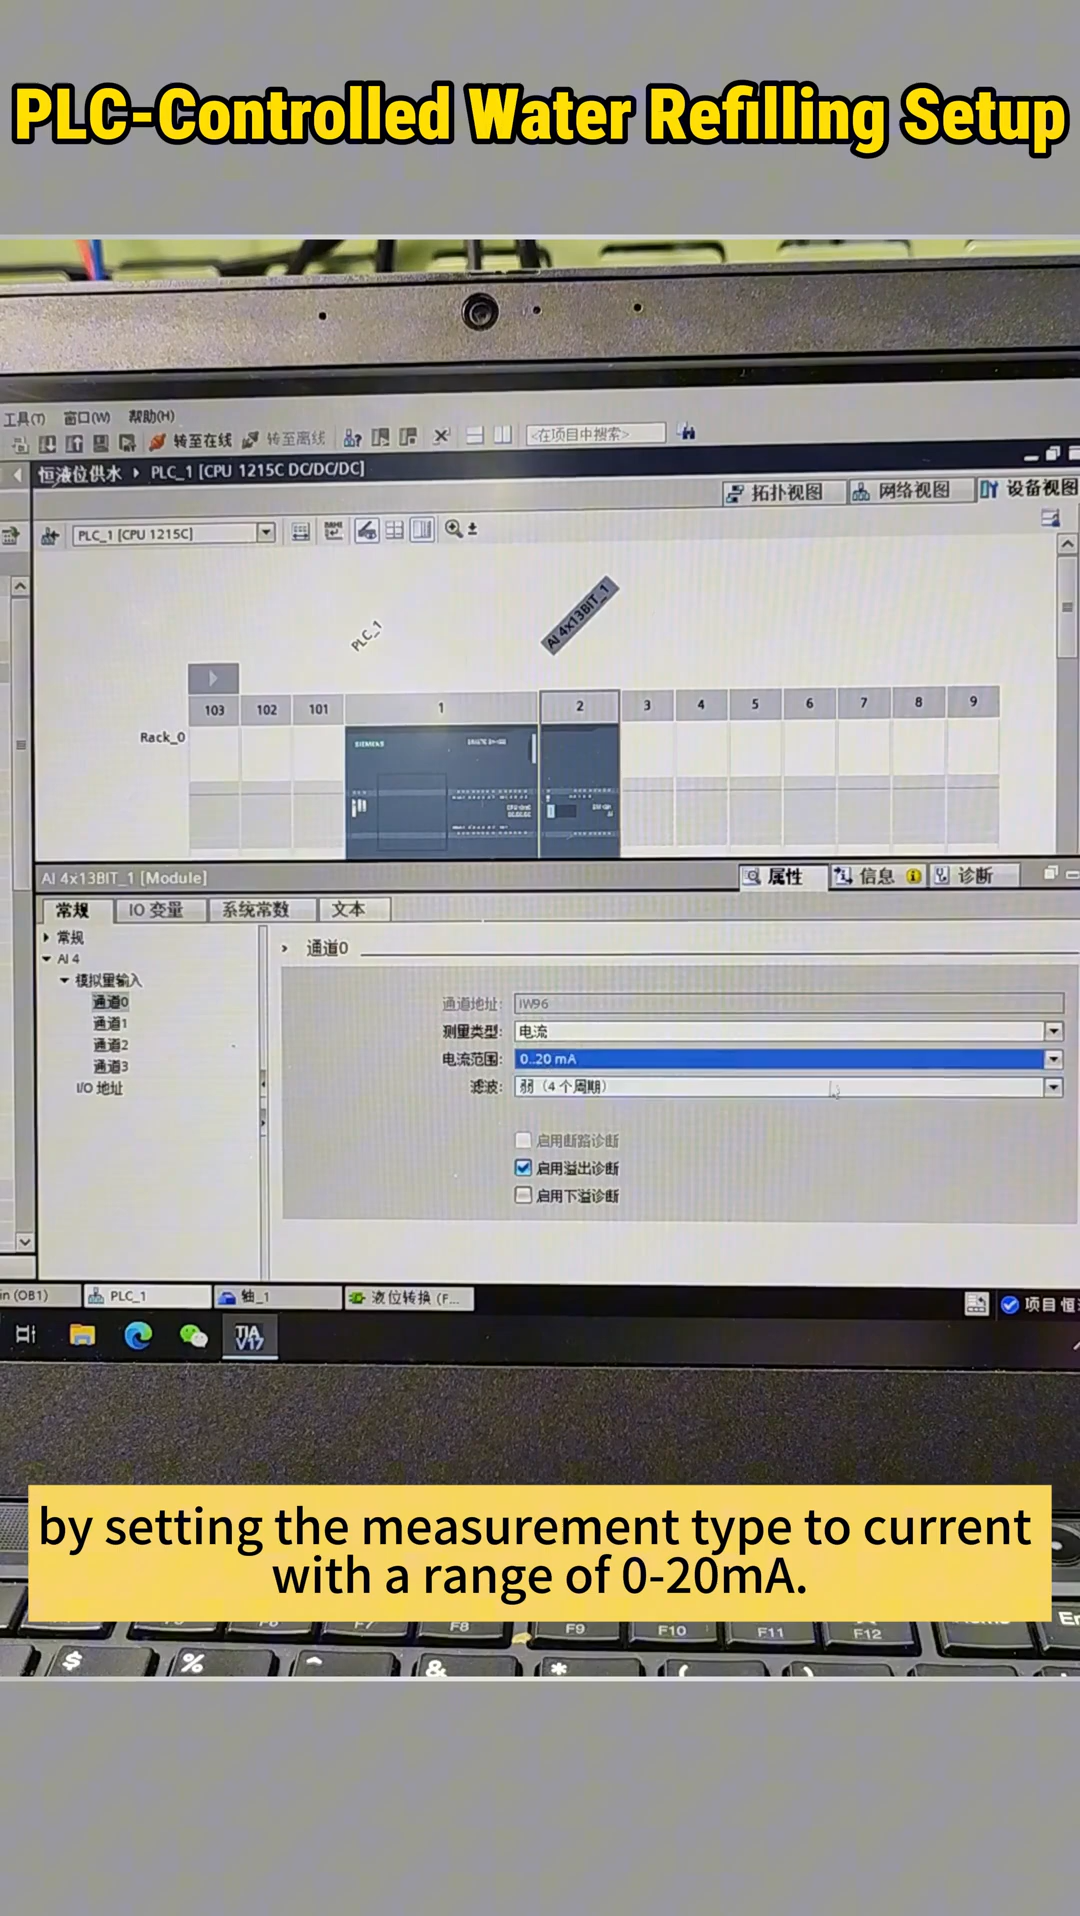 PLC-Controlled Water Refilling Setup
工具(T) 窗口(W) 帮助(H)
转至在线 转至离线 <在项目中搜索>
恒液位供水 PLC_1 [CPU 1215C DC/DC/DC]
拓扑视图 网络视图 设备视图
PLC_1 [CPU 1215C]
PLC_1 AI 4x13BIT_1
103 102 101 1 2 3 4 5 6 7 8 9
Rack_0
SIEMENS
AI 4x13BIT_1 [Module]
属性 信息 诊断
常规 IO 变量 系统常数 文本
常规
AI 4
模拟量输入
通道0
通道1
通道2
通道3
I/O 地址
通道0
通道地址: IW96
测量类型: 电流
电流范围: 0..20 mA
滤波: 弱 (4 个周期)
启用断路诊断
启用溢出诊断
启用下溢诊断
in (OB1) PLC_1 轴_1 液位转换 (F...
项目 恒
TIA V17
by setting the measurement type to current
with a range of 0-20mA.
F7 F8 F9 F10 F11 F12
$ % ^ & * ( )